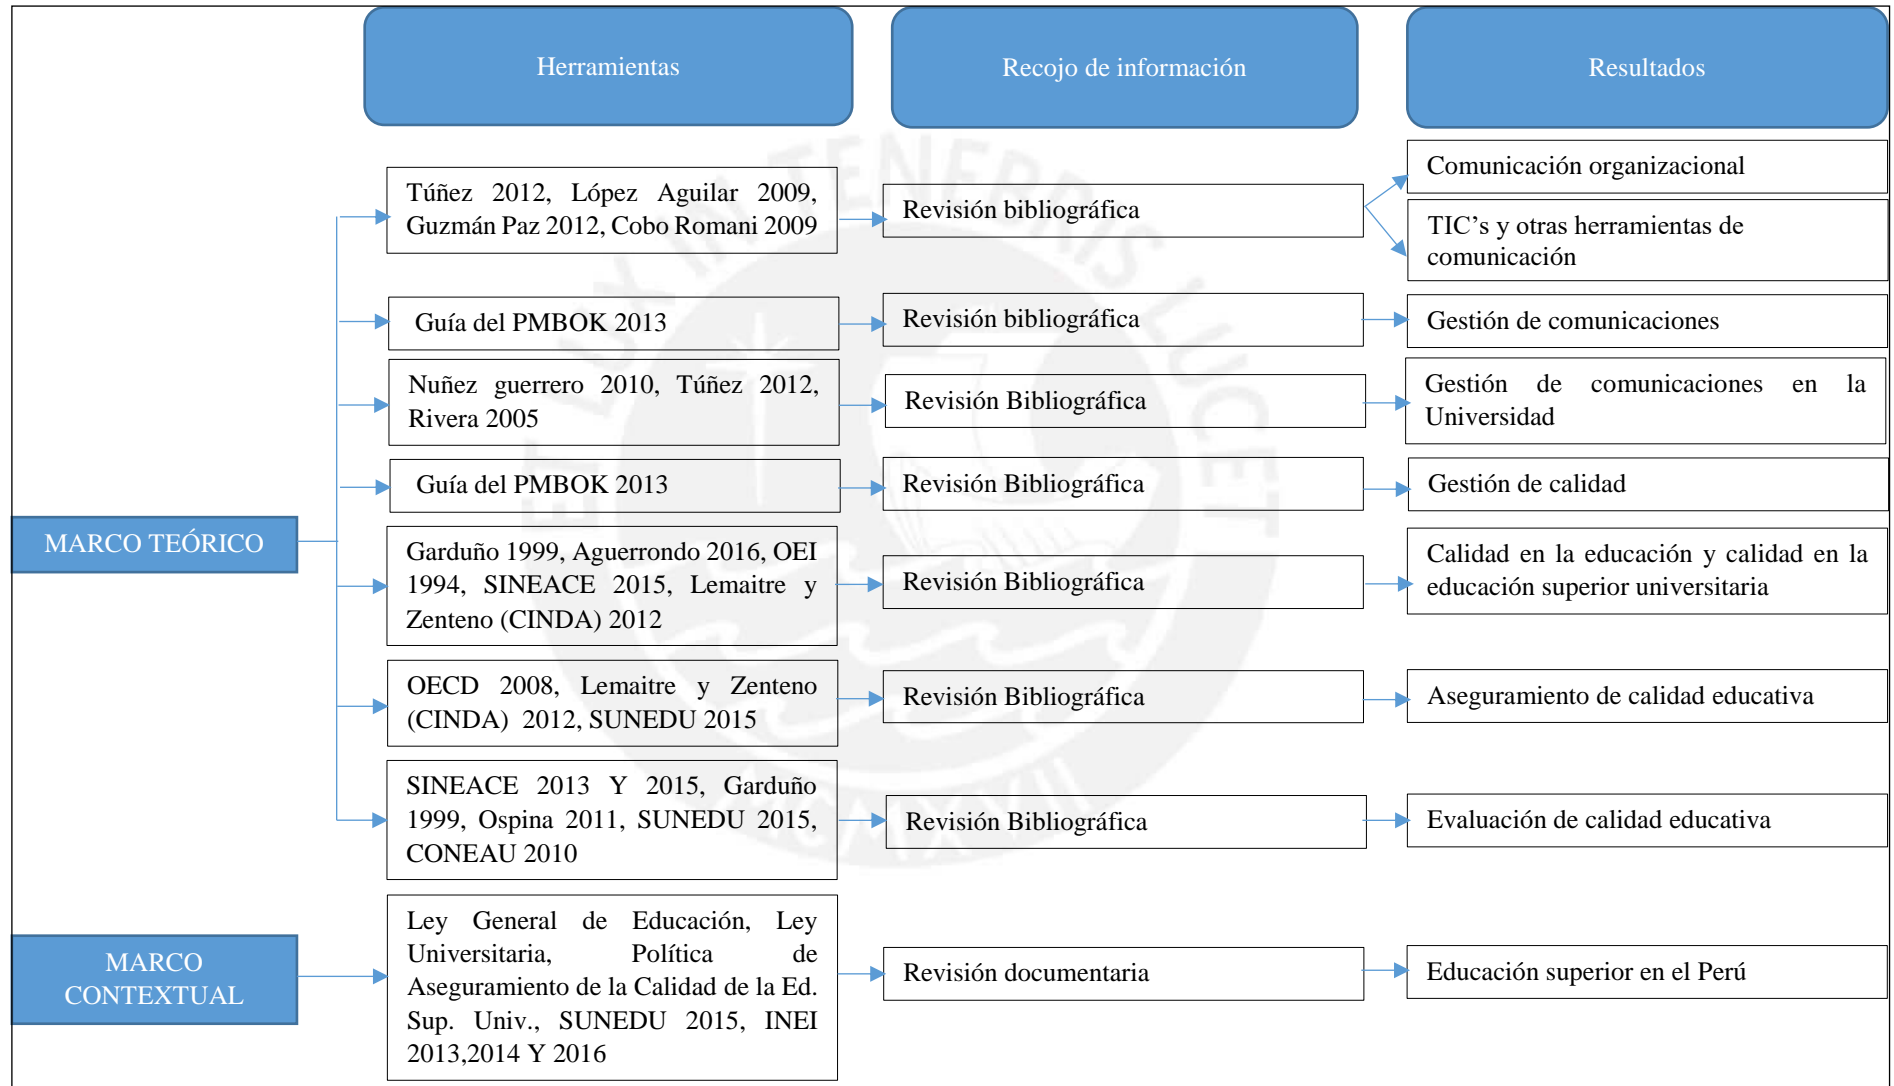 Herramientas
Recojo de información
Resultados
Túñez 2012, López Aguilar 2009,
Guzmán Paz 2012, Cobo Romani 2009
Revisión bibliográfica
Comunicación organizacional
TIC's y otras herramientas de
comunicación
Guía del PMBOK 2013
Revisión bibliográfica
Gestión de comunicaciones
Nuñez guerrero 2010, Túñez 2012,
Rivera 2005
Revisión Bibliográfica
Gestión de comunicaciones en la
Universidad
Guía del PMBOK 2013
Revisión Bibliográfica
Gestión de calidad
MARCO TEÓRICO
Garduño 1999, Aguerrondo 2016, OEI
1994, SINEACE 2015, Lemaitre y
Zenteno (CINDA) 2012
Revisión Bibliográfica
Calidad en la educación y calidad en la
educación superior universitaria
OECD 2008, Lemaitre y Zenteno
(CINDA) 2012, SUNEDU 2015
Revisión Bibliográfica
Aseguramiento de calidad educativa
SINEACE 2013 Y 2015, Garduño
1999, Ospina 2011, SUNEDU 2015,
CONEAU 2010
Revisión Bibliográfica
Evaluación de calidad educativa
MARCO
CONTEXTUAL
Ley General de Educación, Ley
Universitaria, Política de
Aseguramiento de la Calidad de la Ed.
Sup. Univ., SUNEDU 2015, INEI
2013,2014 Y 2016
Revisión documentaria
Educación superior en el Perú
ET LUX IN TENEBRIS LUCET
MCMXVII